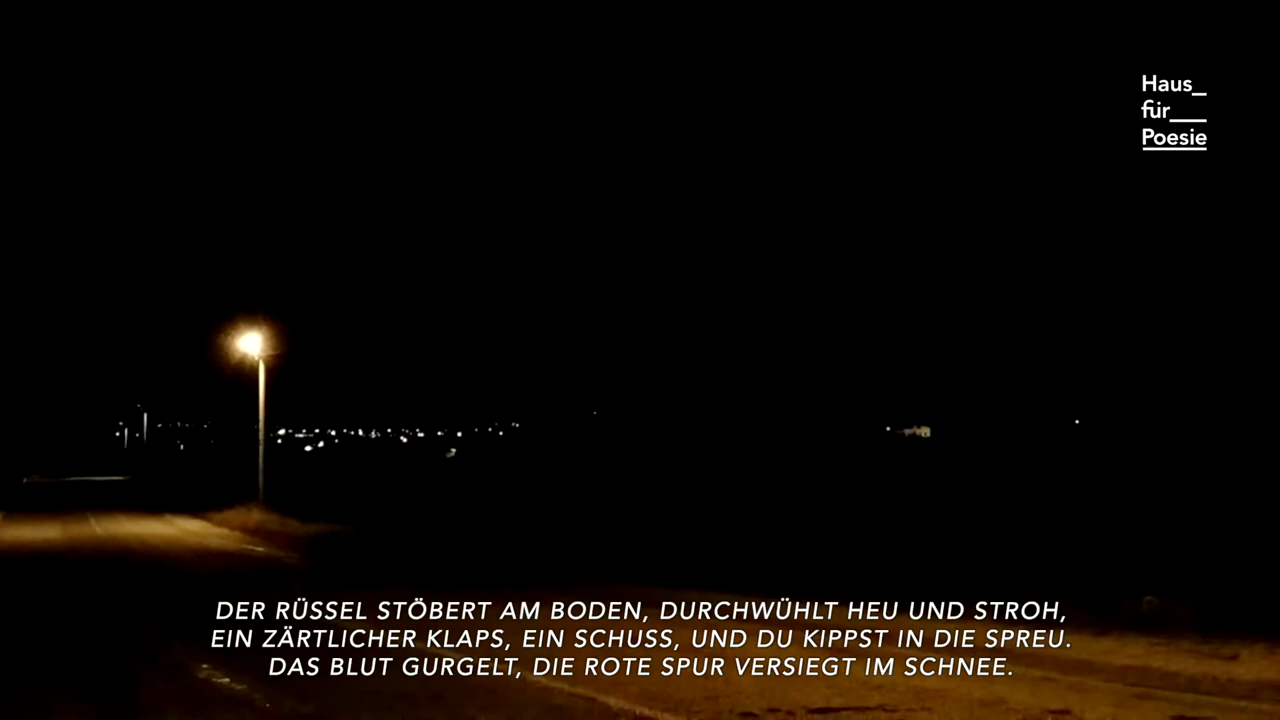 Haus_
für__
Poesie
DER RÜSSEL STÖBERT AM BODEN, DURCHWÜHLT HEU UND STROH,
EIN ZÄRTLICHER KLAPS, EIN SCHUSS, UND DU KIPPST IN DIE SPREU.
DAS BLUT GURGELT, DIE ROTE SPUR VERSIEGT IM SCHNEE.